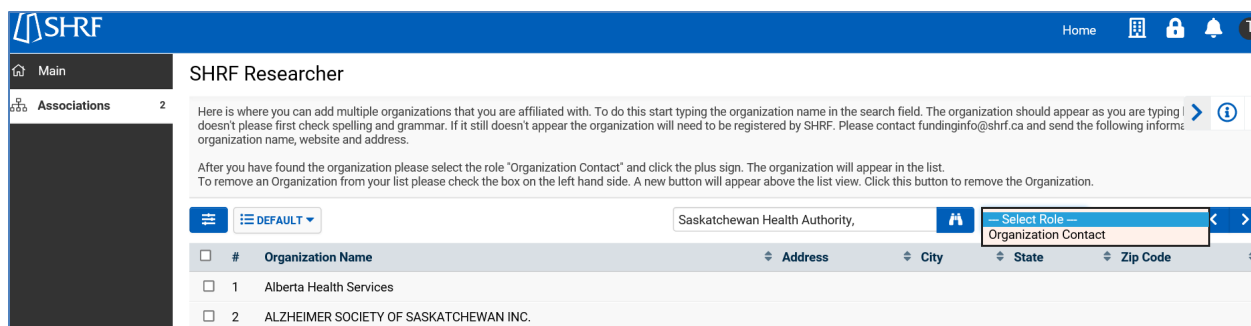 SHRF
Home
Main
SHRF Researcher
Associations 2
Here is where you can add multiple organizations that you are affiliated with. To do this start typing the organization name in the search field. The organization should appear as you are typing
doesn't please first check spelling and grammar. If it still doesn't appear the organization will need to be registered by SHRF. Please contact fundinginfo@shrf.ca and send the following informa
organization name, website and address.
After you have found the organization please select the role "Organization Contact" and click the plus sign. The organization will appear in the list.
To remove an Organization from your list please check the box on the left hand side. A new button will appear above the list view. Click this button to remove the Organization.
DEFAULT
Saskatchewan Health Authority,
— Select Role —
Organization Contact
# Organization Name Address City State Zip Code
1 Alberta Health Services
2 ALZHEIMER SOCIETY OF SASKATCHEWAN INC.